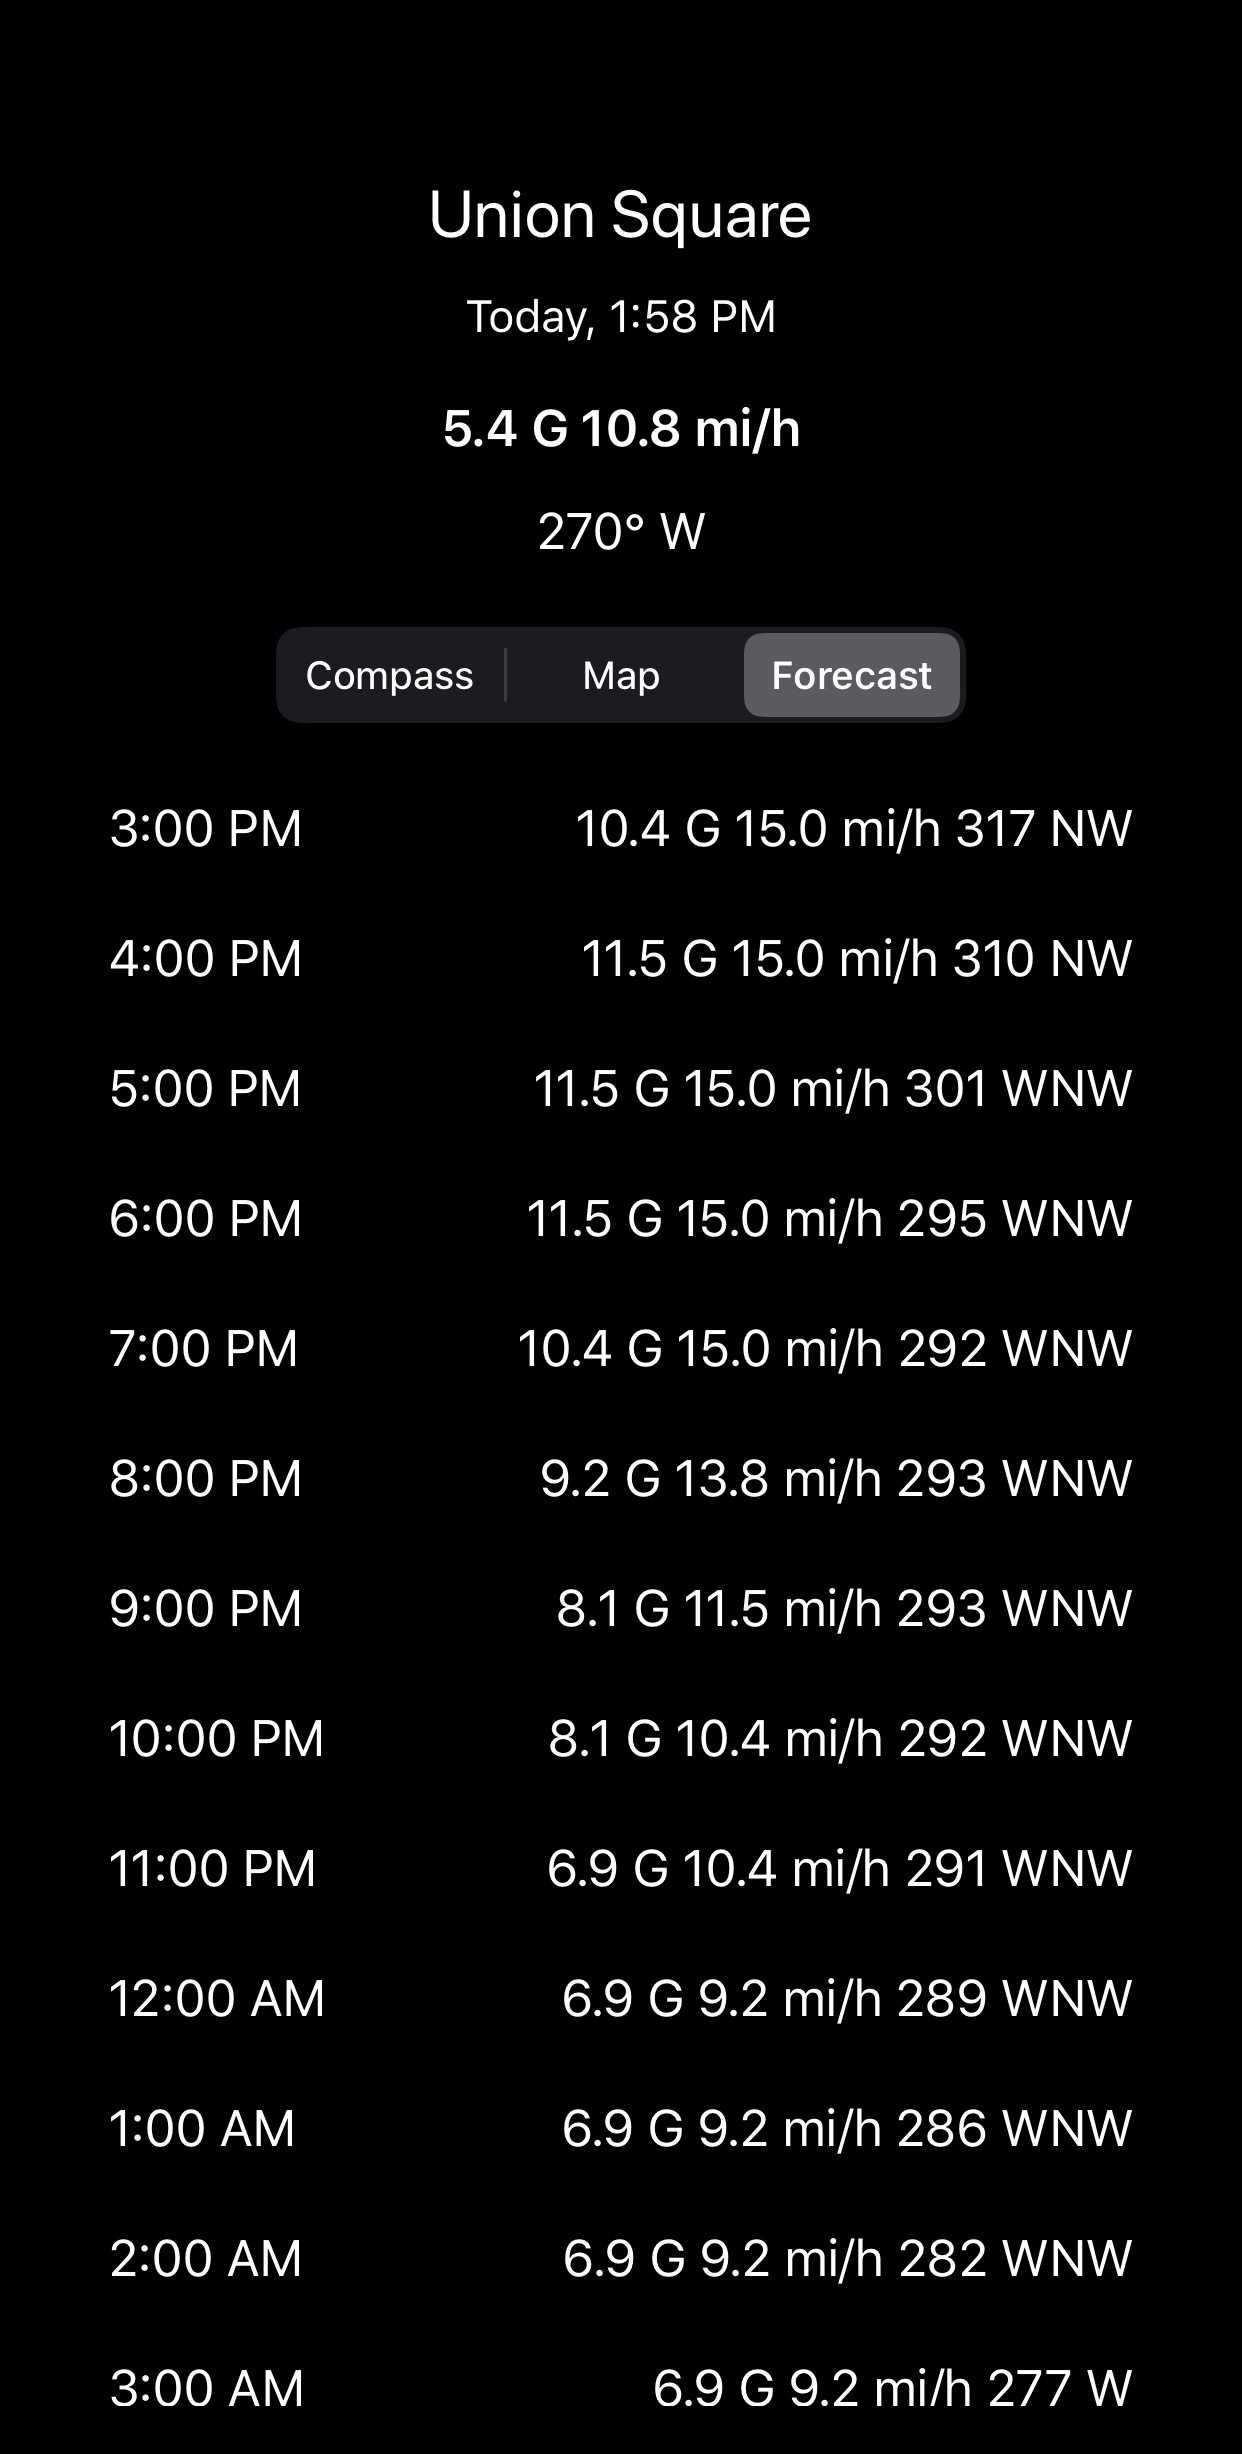 Union Square
Today, 1:58 PM
5.4 G 10.8 mi/h
270° W
Compass Map Forecast
3:00 PM 10.4 G 15.0 mi/h 317 NW
4:00 PM 11.5 G 15.0 mi/h 310 NW
5:00 PM 11.5 G 15.0 mi/h 301 WNW
6:00 PM 11.5 G 15.0 mi/h 295 WNW
7:00 PM 10.4 G 15.0 mi/h 292 WNW
8:00 PM 9.2 G 13.8 mi/h 293 WNW
9:00 PM 8.1 G 11.5 mi/h 293 WNW
10:00 PM 8.1 G 10.4 mi/h 292 WNW
11:00 PM 6.9 G 10.4 mi/h 291 WNW
12:00 AM 6.9 G 9.2 mi/h 289 WNW
1:00 AM 6.9 G 9.2 mi/h 286 WNW
2:00 AM 6.9 G 9.2 mi/h 282 WNW
3:00 AM 6.9 G 9.2 mi/h 277 W